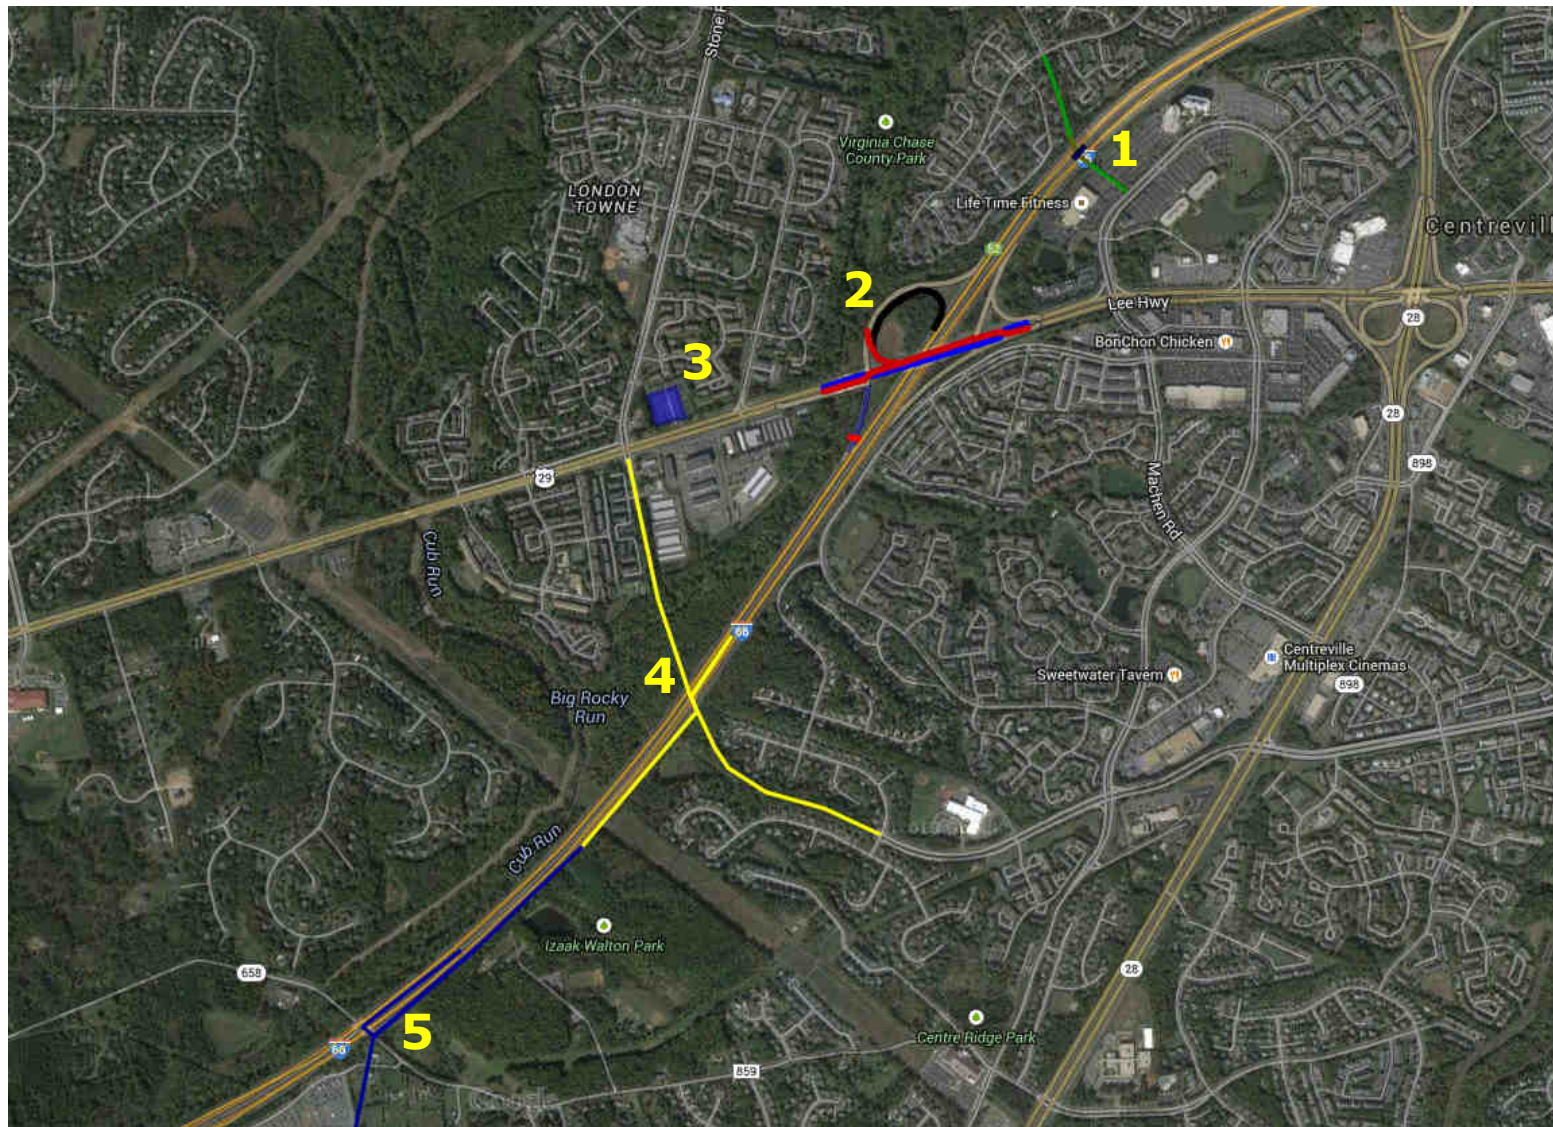 Stone R
Virginia Chase
County Park
1
LONDON
TOWNE
Life Time Fitness
52
Centrevill
2
Lee Hwy
28
BonChon Chicken
3
28
29
898
Machen Rd
Cub Run
66
Centreville
Multiplex Cinemas
4
Sweetwater Tavern
898
Big Rocky
Run
Cub Run
Izaak Walton Park
658
28
Centre Ridge Park
5
66
859